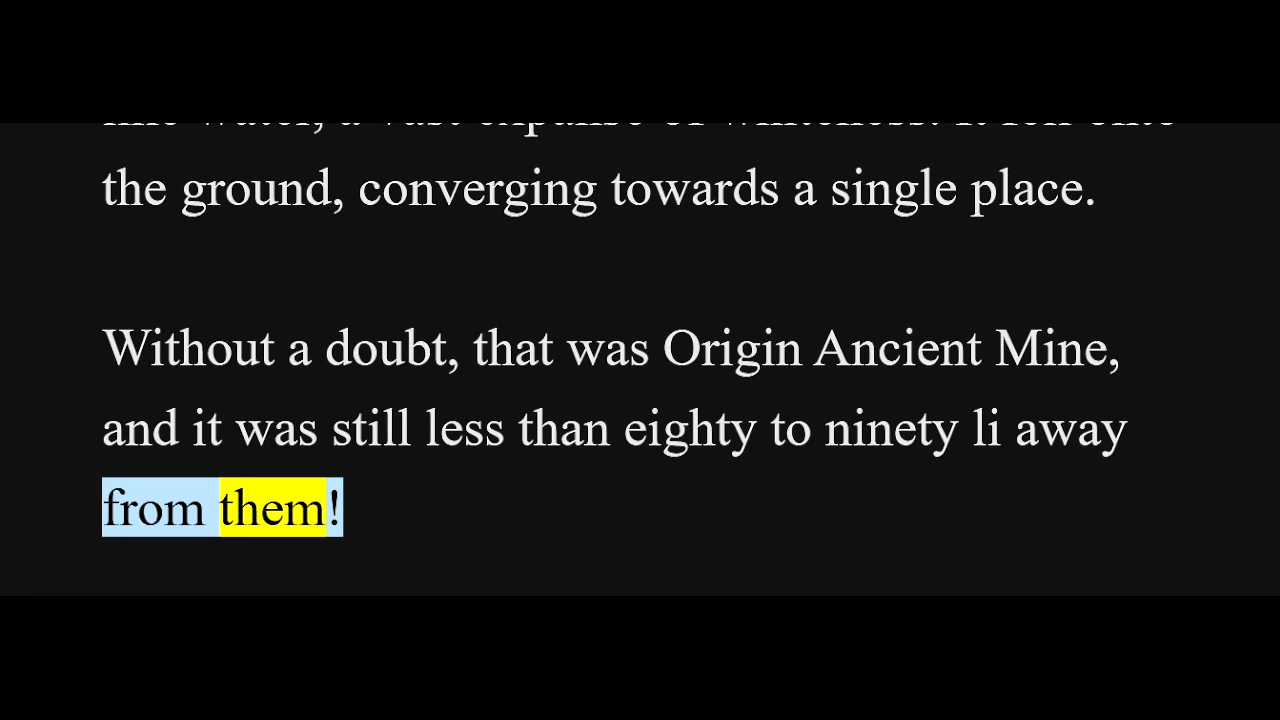 the ground, converging towards a single place.
Without a doubt, that was Origin Ancient Mine,
and it was still less than eighty to ninety li away
from them!